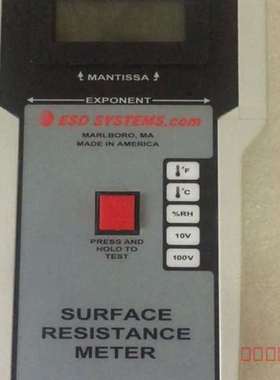 MANTISSA
EXPONENT
ESD SYSTEMS.com
MARLBORO, MA
MADE IN AMERICA
°F
°C
%RH
10V
100V
PRESS AND
HOLD TO
TEST
SURFACE
RESISTANCE
METER